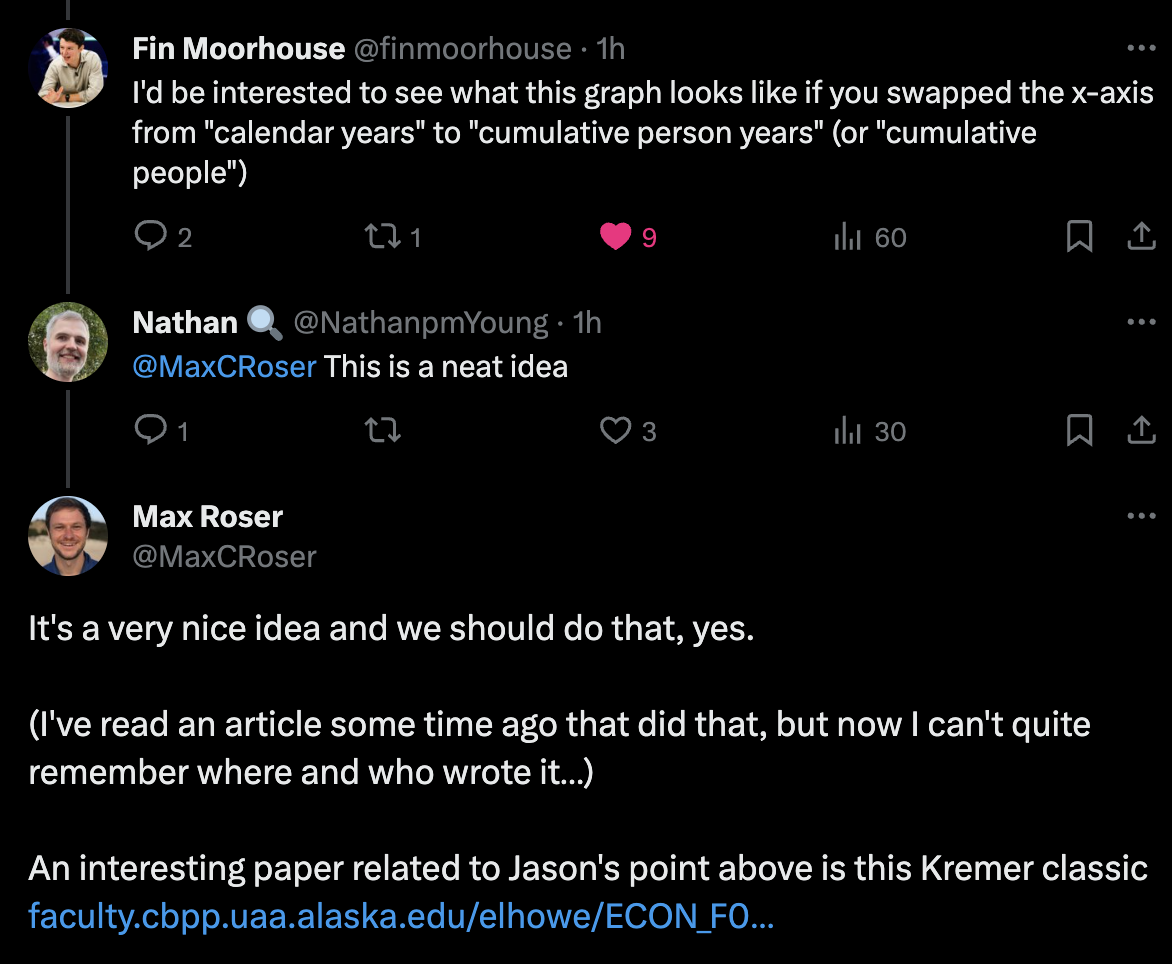 Fin Moorhouse @finmoorhouse · 1h
I'd be interested to see what this graph looks like if you swapped the x-axis
from "calendar years" to "cumulative person years" (or "cumulative
people")
2 1 9 60
Nathan 🔍 @NathanpmYoung · 1h
@MaxCRoser This is a neat idea
1 3 30
Max Roser
@MaxCRoser
It's a very nice idea and we should do that, yes.
(I've read an article some time ago that did that, but now I can't quite
remember where and who wrote it...)
An interesting paper related to Jason's point above is this Kremer classic
faculty.cbpp.uaa.alaska.edu/elhowe/ECON_F0...